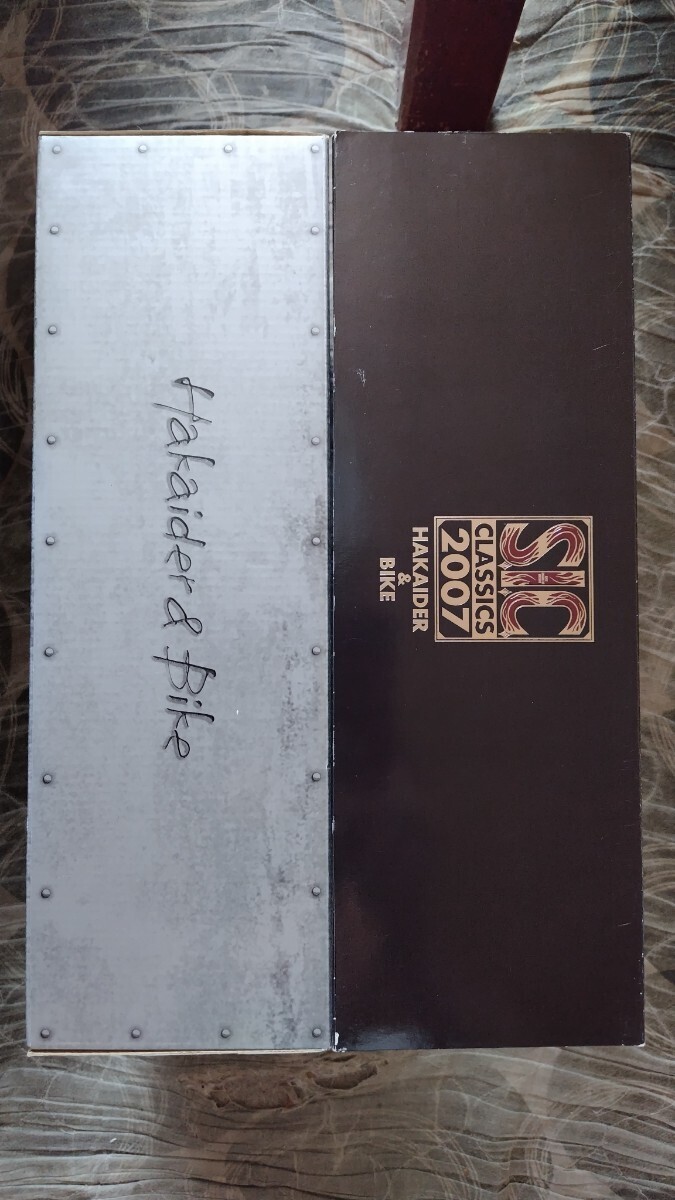 SIC
CLASSICS
2007
HAKAIDER
&
BIKE
Hakaider & Bike